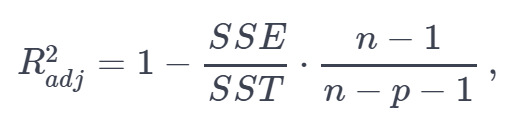 R²_adj = 1 − SSE/SST · (n − 1)/(n − p − 1) ,